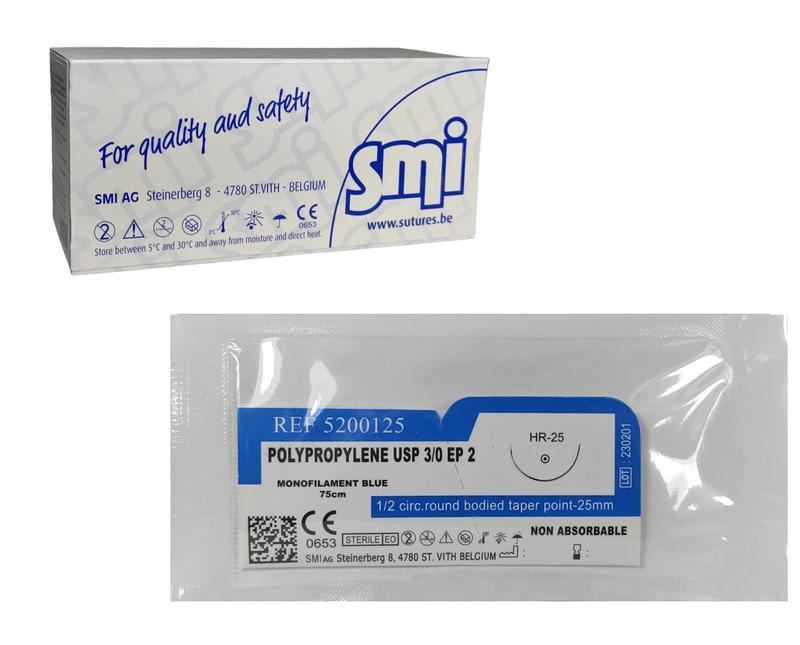 For quality and safety
smi
SMI AG Steinerberg 8 - 4780 ST.VITH - BELGIUM
www.sutures.be
30°C
5°C
0653
Store between 5°C and 30°C and away from moisture and direct heat.
REF 5200125
HR-25
LOT: 230201
POLYPROPYLENE USP 3/0 EP 2
MONOFILAMENT BLUE
75cm
1/2 circ.round bodied taper point-25mm
NON ABSORBABLE
0653 STERILE EO
SMI AG Steinerberg 8, 4780 ST. VITH BELGIUM